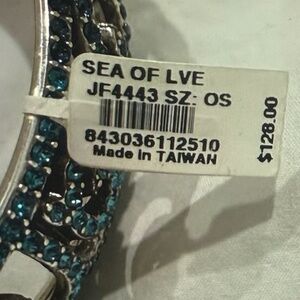 SEA OF LVE
JF4443 SZ: OS
843036112510
Made in TAIWAN
$128.00